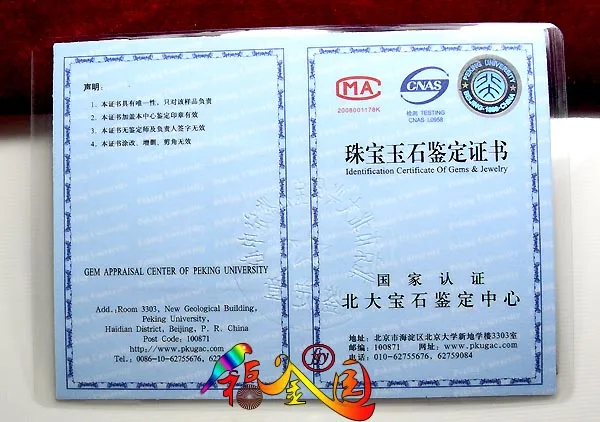 声明:
1、本证书具有唯一性,只对该样品负责
2、本证书加盖本中心鉴定印章有效
3、本证书无鉴定师及负责人签字无效
4、本证书涂改、增删、剪角无效
GEM APPRAISAL CENTER OF PEKING UNIVERSITY
Add.:Room 3303, New Geological Building,
Peking University,
Haidian District, Beijing, P. R. China
Post Code: 100871
http://www.pkugac.com
Tel.: 0086-10-62755676,
MA
2008001178K
CNAS
检测 TESTING
CNAS L0958
PEKING UNIVERSITY
BEIJING·1898·CHINA
珠宝玉石鉴定证书
Identification Certificate Of Gems & Jewelry
国家认证
北大宝石鉴定中心
地址: 北京市海淀区北京大学新地学楼3303室
邮编: 100871 网址: www.pkugac.com
电话: 010-62755676, 62759084
福金园